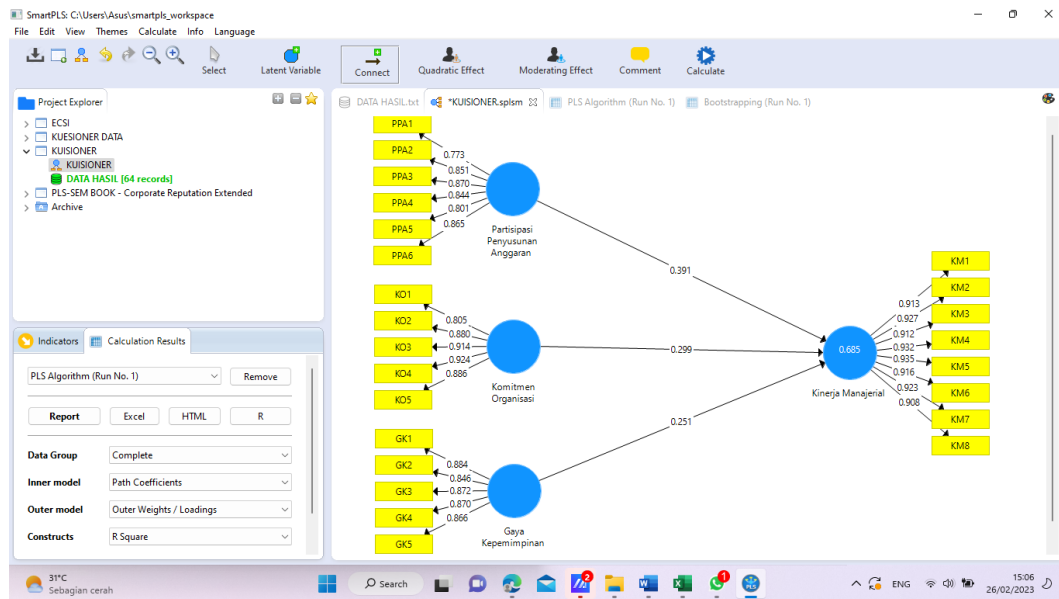 SmartPLS: C:\Users\Asus\smartpls_workspace
File Edit View Themes Calculate Info Language
Select
Latent Variable
Connect
Quadratic Effect
Moderating Effect
Comment
Calculate
Project Explorer
ECSI
KUESIONER DATA
KUISIONER
KUISIONER
DATA HASIL [64 records]
PLS-SEM BOOK - Corporate Reputation Extended
Archive
Indicators
Calculation Results
PLS Algorithm (Run No. 1)
Remove
Report
Excel
HTML
R
Data Group
Complete
Inner model
Path Coefficients
Outer model
Outer Weights / Loadings
Constructs
R Square
DATA HASIL.txt
*KUISIONER.splsm
PLS Algorithm (Run No. 1)
Bootstrapping (Run No. 1)
PPA1
PPA2
PPA3
PPA4
PPA5
PPA6
0.773
0.851
0.870
0.844
0.801
0.865
Partisipasi
Penyusunan
Anggaran
0.391
KO1
KO2
KO3
KO4
KO5
0.805
0.880
0.914
0.924
0.886
Komitmen
Organisasi
0.299
GK1
GK2
GK3
GK4
GK5
0.884
0.846
0.872
0.870
0.866
Gaya
Kepemimpinan
0.251
0.685
Kinerja Manajerial
0.913
0.927
0.912
0.932
0.935
0.916
0.923
0.908
KM1
KM2
KM3
KM4
KM5
KM6
KM7
KM8
31°C
Sebagian cerah
Search
2
1
PLS
ENG
15:06
26/02/2023